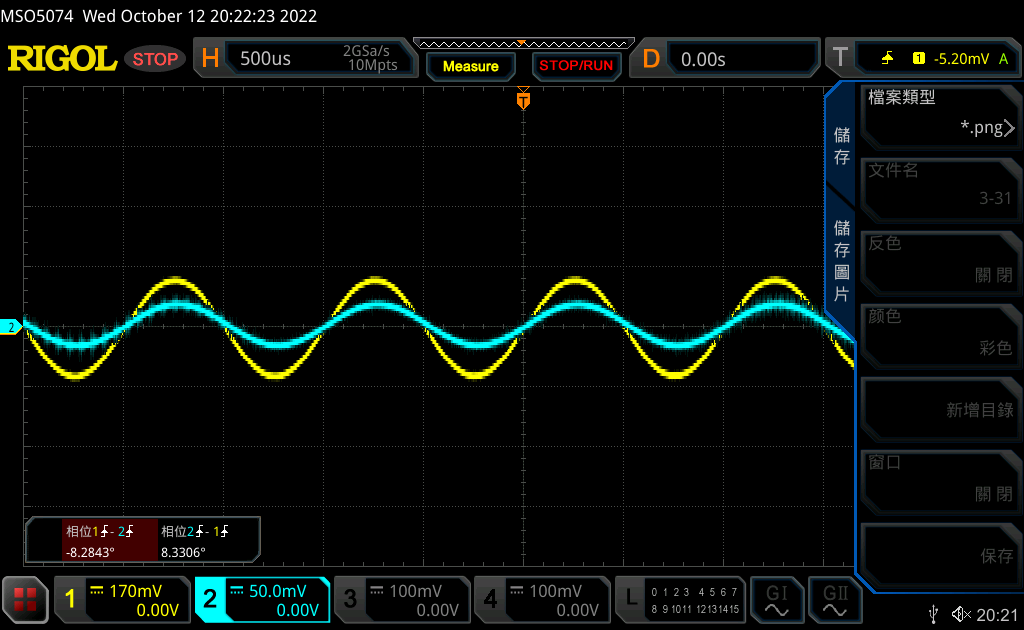 MSO5074 Wed October 12 20:22:23 2022
RIGOL STOP H 500us 2GSa/s 10Mpts Measure STOP/RUN D 0.00s T 1 -5.20mV A
T
儲存
儲存圖片
檔案類型
*.png
文件名
3-31
反色
關 閉
颜色
彩色
新增目錄
窗口
關 閉
保存
2
相位1 - 2 相位2 - 1
-8.2843° 8.3306°
1 170mV 0.00V
2 50.0mV 0.00V
3 100mV 0.00V
4 100mV 0.00V
L 0 1 2 3 4 5 6 7
8 9 10 11 12 13 14 15
GI GII
20:21